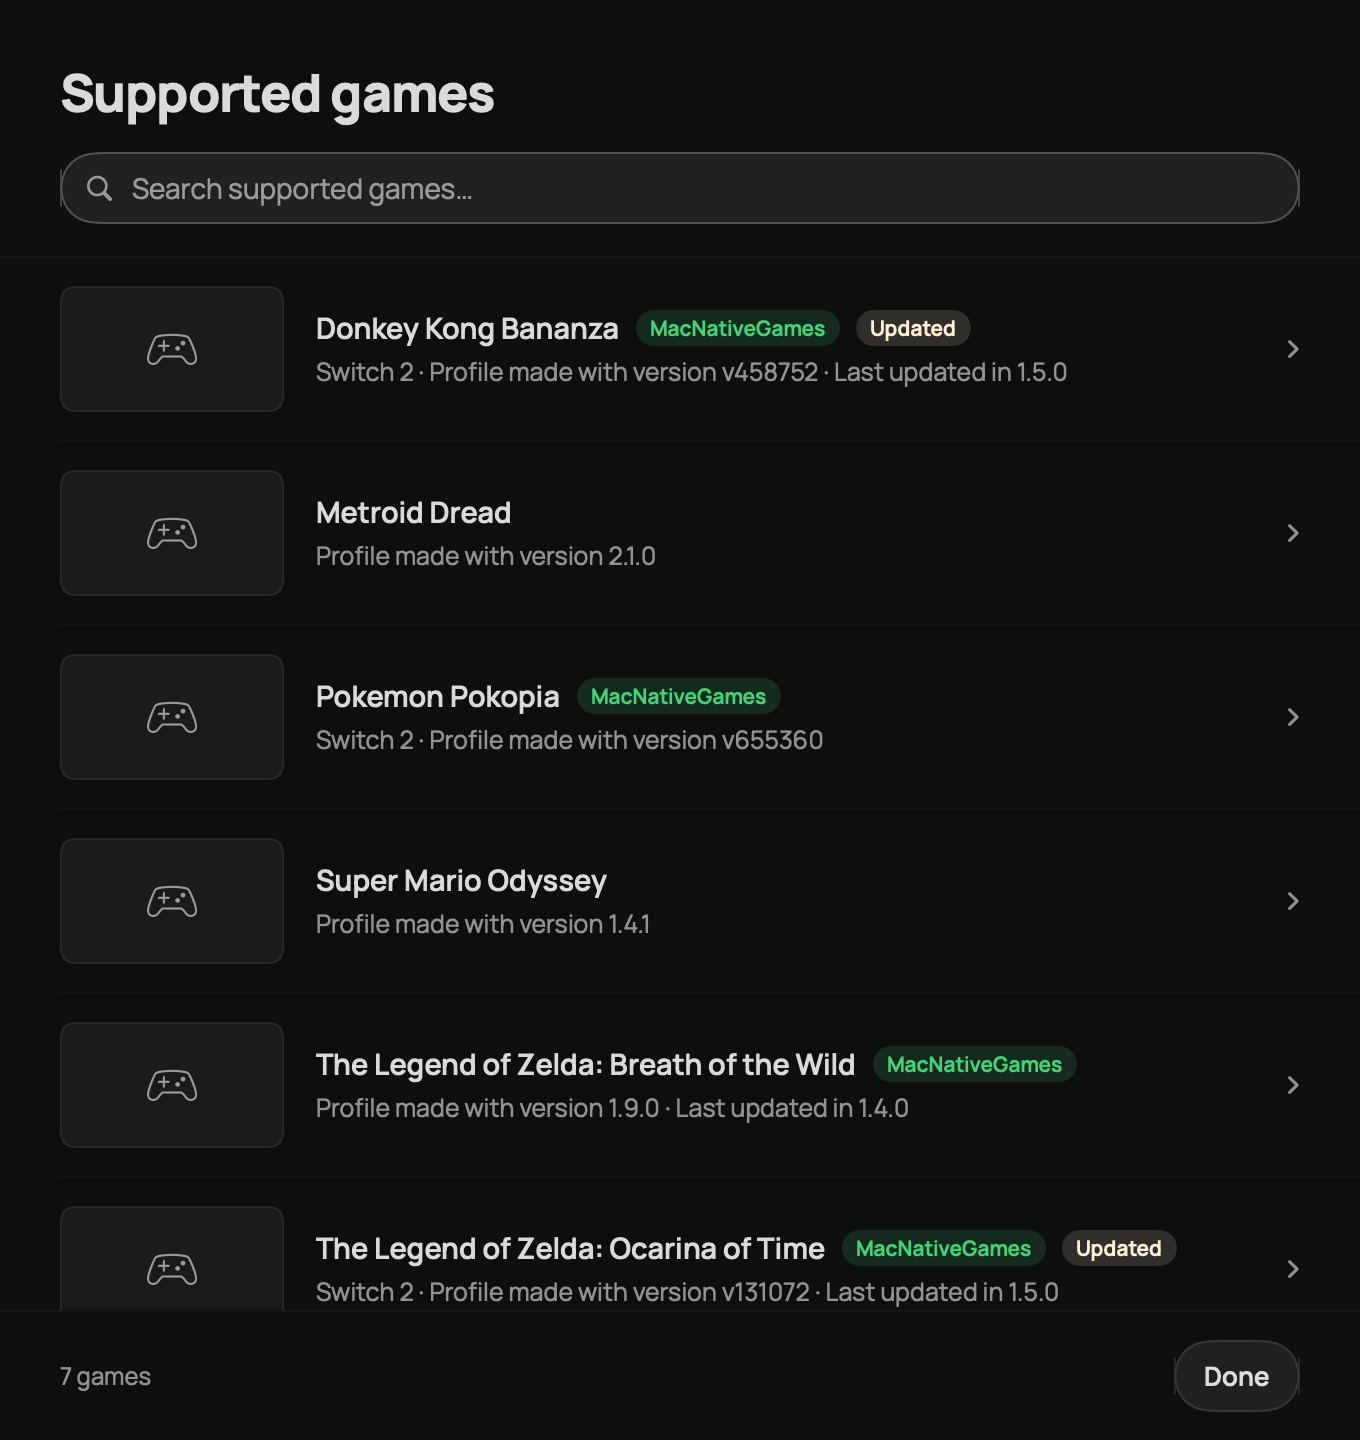 Supported games
Search supported games...
Donkey Kong Bananza MacNativeGames Updated
Switch 2 · Profile made with version v458752 · Last updated in 1.5.0
Metroid Dread
Profile made with version 2.1.0
Pokemon Pokopia MacNativeGames
Switch 2 · Profile made with version v655360
Super Mario Odyssey
Profile made with version 1.4.1
The Legend of Zelda: Breath of the Wild MacNativeGames
Profile made with version 1.9.0 · Last updated in 1.4.0
The Legend of Zelda: Ocarina of Time MacNativeGames Updated
Switch 2 · Profile made with version v131072 · Last updated in 1.5.0
7 games Done